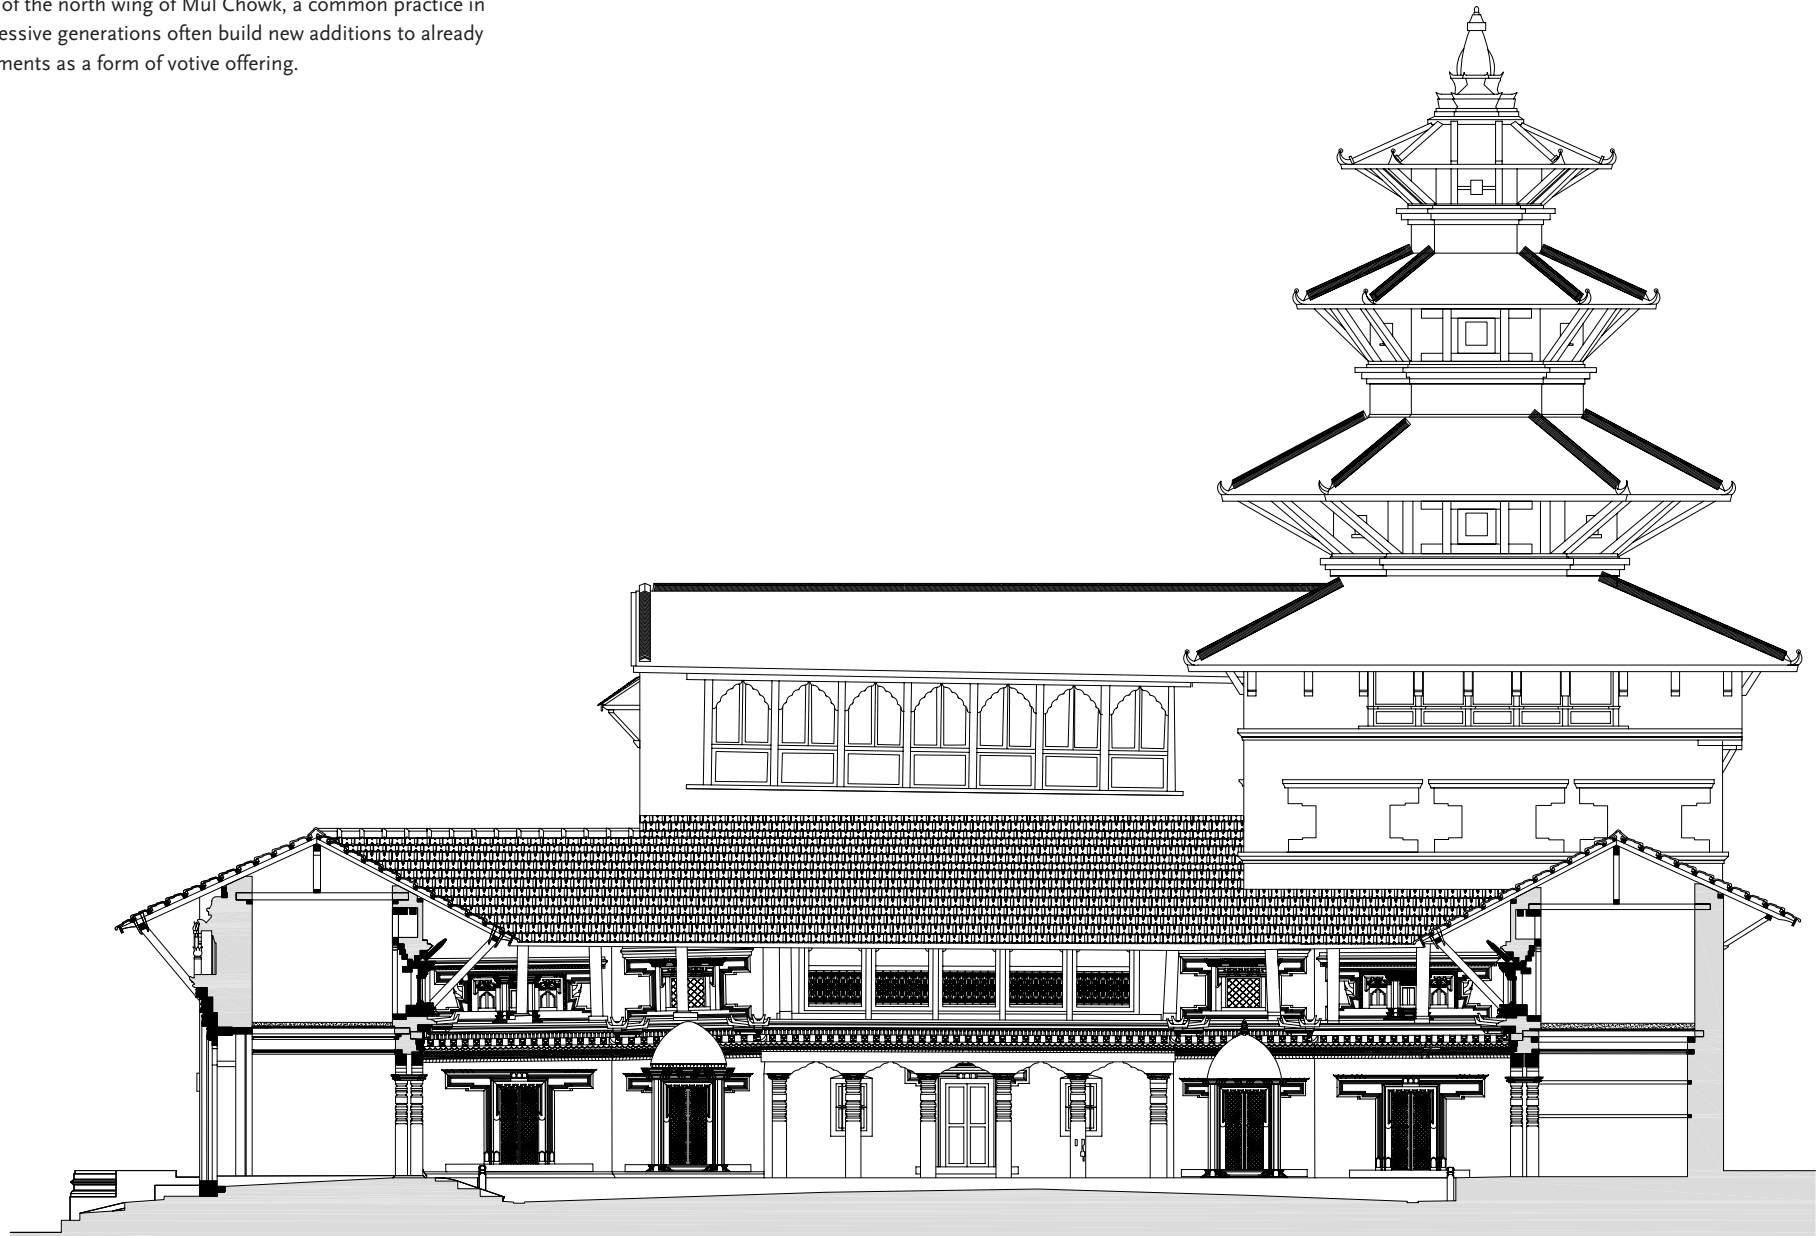 of the north wing of Mul Chowk, a common practice in
essive generations often build new additions to already
ments as a form of votive offering.